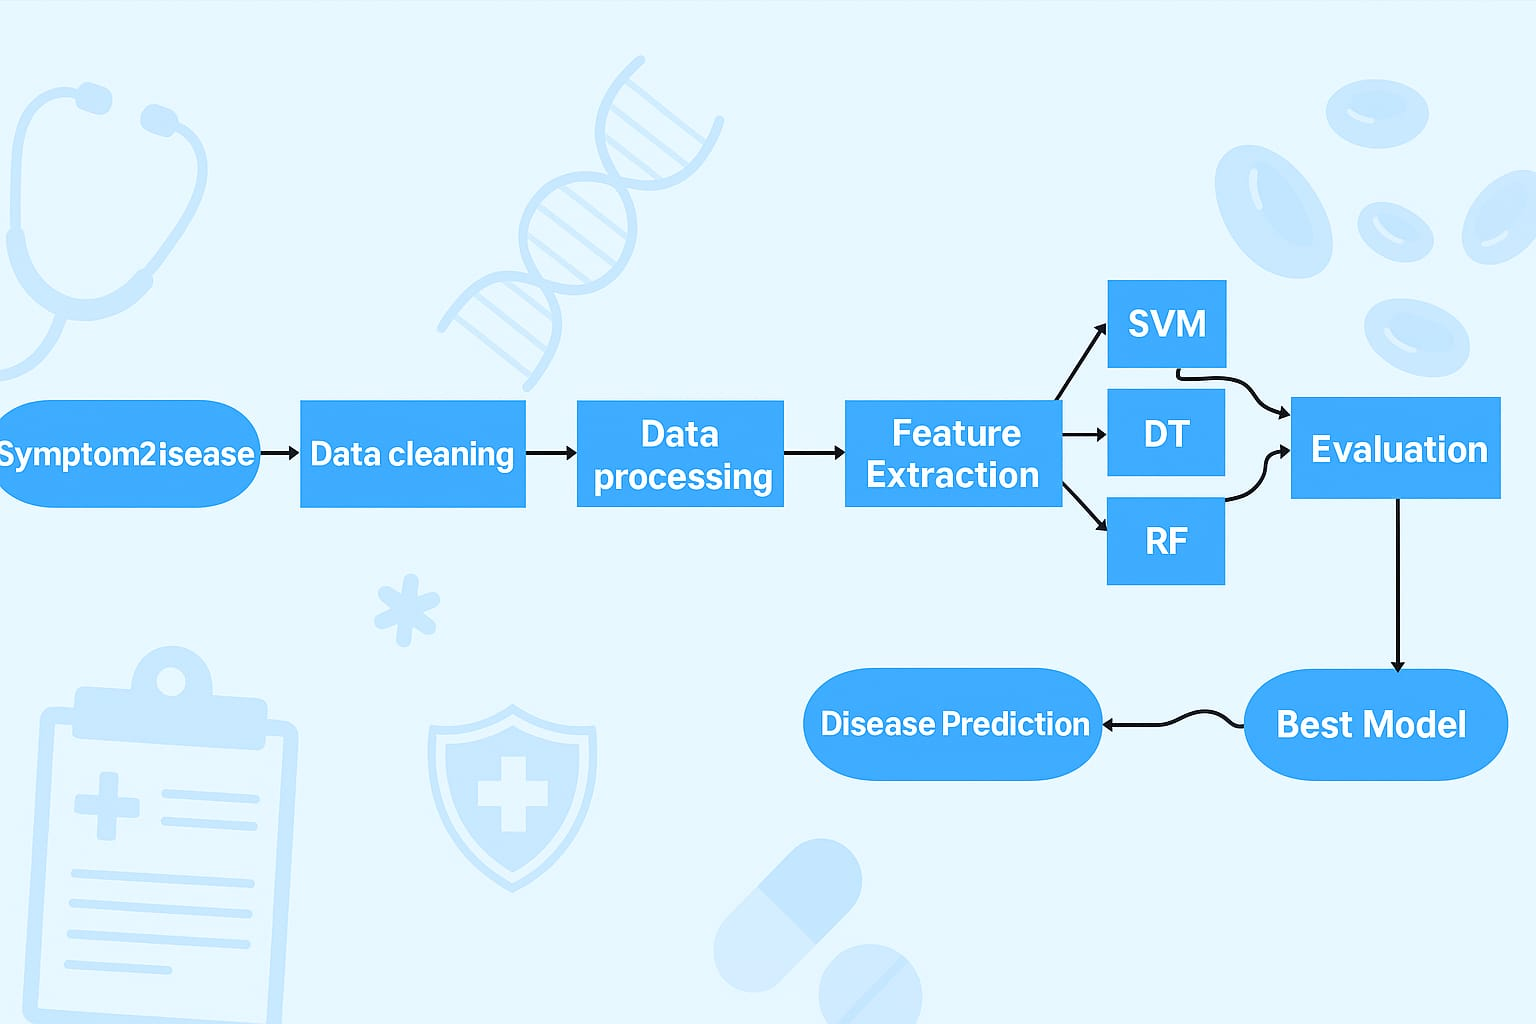 Symptom2isease
Data cleaning
Data
processing
Feature
Extraction
SVM
DT
RF
Evaluation
Best Model
Disease Prediction